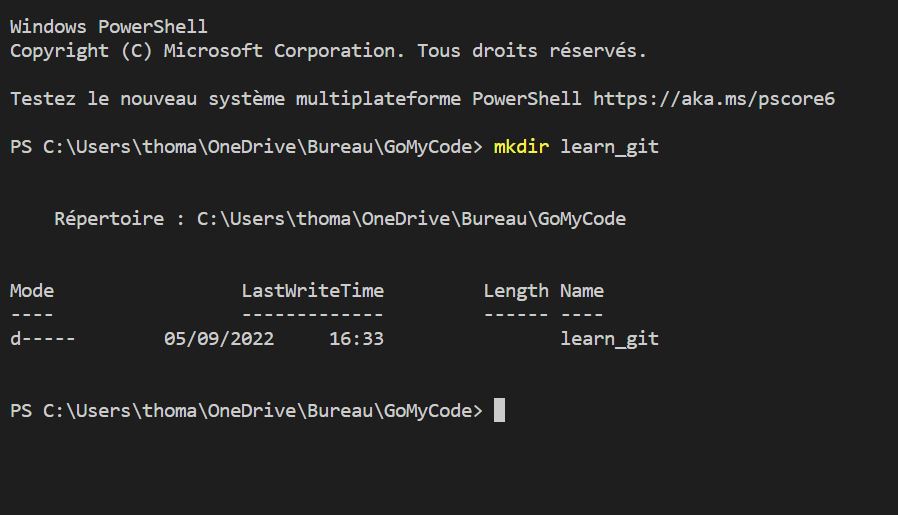 Windows PowerShell
Copyright (C) Microsoft Corporation. Tous droits réservés.
Testez le nouveau système multiplateforme PowerShell https://aka.ms/pscore6
PS C:\Users\thoma\OneDrive\Bureau\GoMyCode> mkdir learn_git
Répertoire : C:\Users\thoma\OneDrive\Bureau\GoMyCode
Mode LastWriteTime Length Name
---- ------------- ------ ----
d----- 05/09/2022 16:33 learn_git
PS C:\Users\thoma\OneDrive\Bureau\GoMyCode>